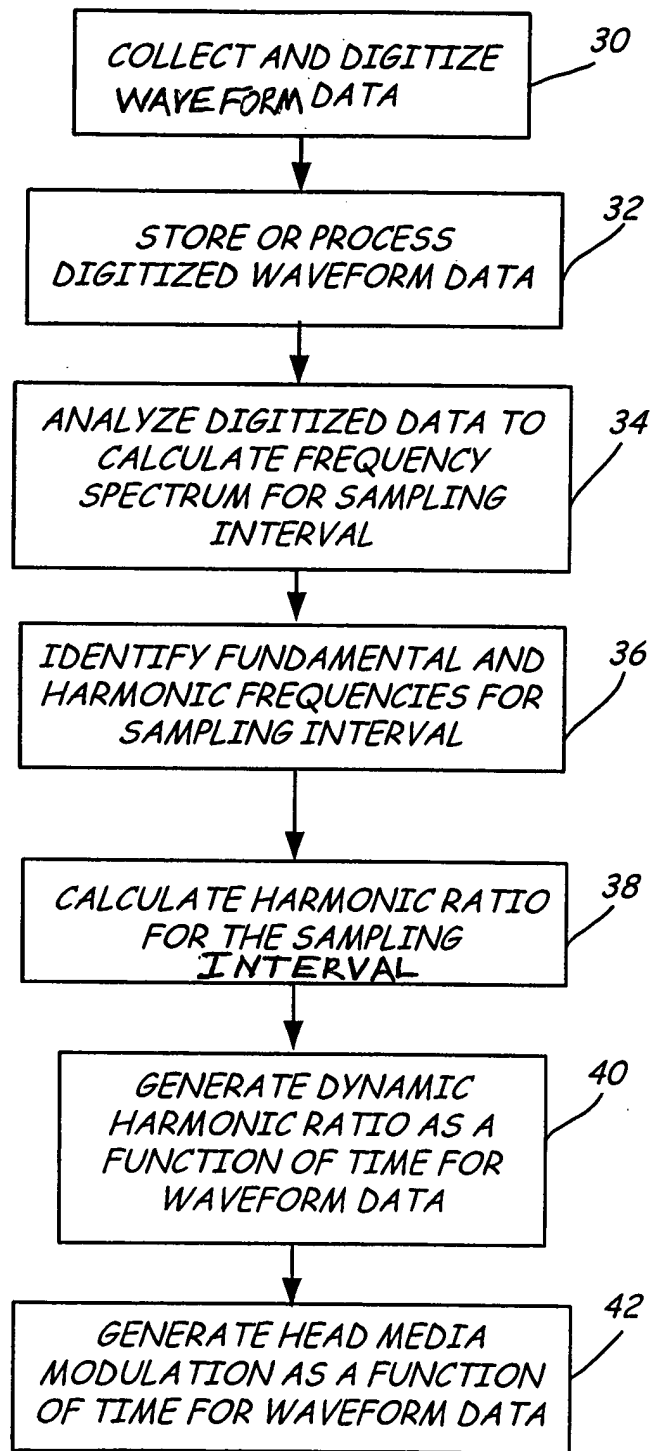 COLLECT AND DIGITIZE
WAVEFORM DATA
30
STORE OR PROCESS
DIGITIZED WAVEFORM DATA
32
ANALYZE DIGITIZED DATA TO
CALCULATE FREQUENCY
SPECTRUM FOR SAMPLING
INTERVAL
34
IDENTIFY FUNDAMENTAL AND
HARMONIC FREQUENCIES FOR
SAMPLING INTERVAL
36
CALCULATE HARMONIC RATIO
FOR THE SAMPLING
INTERVAL
38
GENERATE DYNAMIC
HARMONIC RATIO AS A
FUNCTION OF TIME FOR
WAVEFORM DATA
40
GENERATE HEAD MEDIA
MODULATION AS A FUNCTION
OF TIME FOR WAVEFORM DATA
42